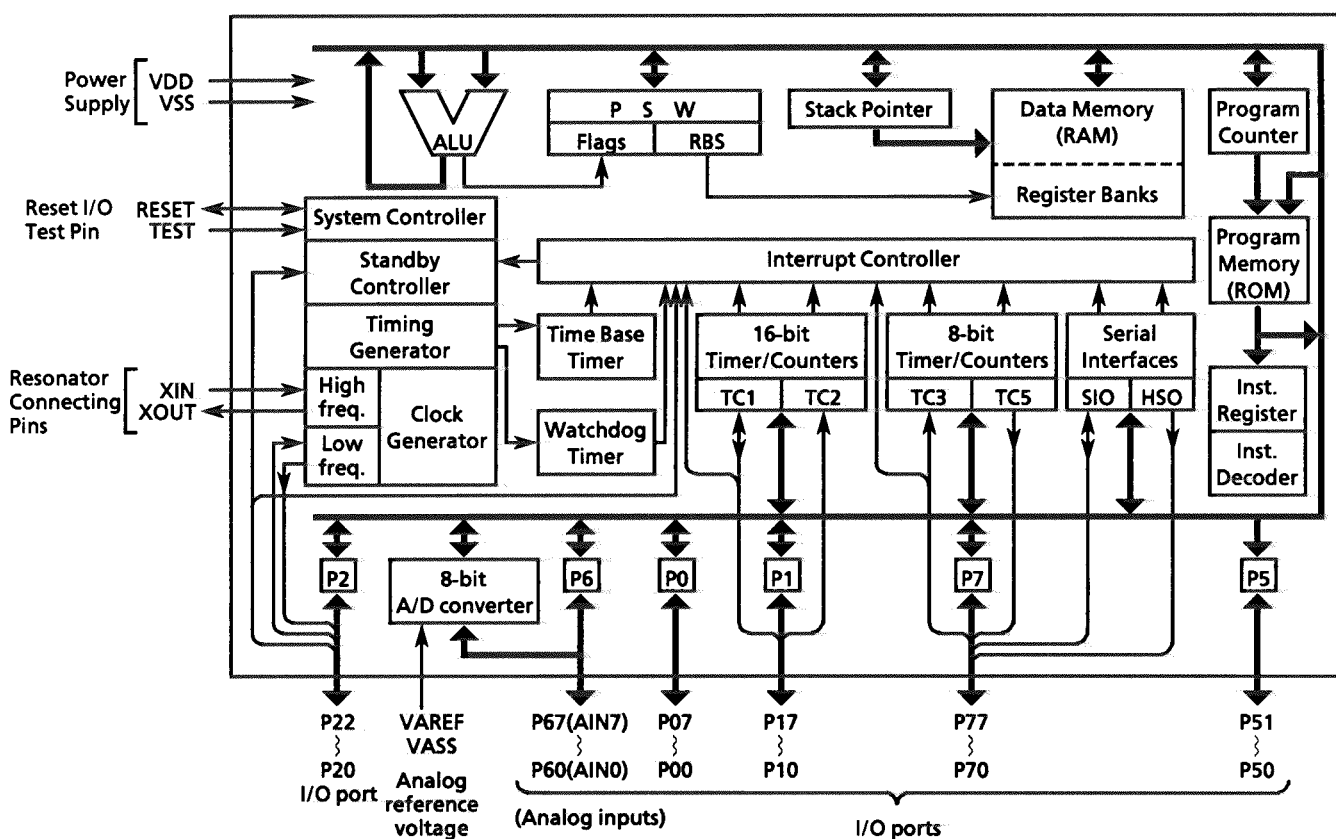 Power
Supply
VDD
VSS
ALU
P S W
Flags
RBS
Stack Pointer
Data Memory
(RAM)
Register Banks
Program
Counter
Reset I/O
Test Pin
RESET
TEST
System Controller
Standby
Controller
Timing
Generator
High
freq.
Low
freq.
Clock
Generator
Interrupt Controller
Program
Memory
(ROM)
Time Base
Timer
Watchdog
Timer
16-bit
Timer/Counters
TC1
TC2
8-bit
Timer/Counters
TC3
TC5
Serial
Interfaces
SIO
HSO
Inst.
Register
Inst.
Decoder
Resonator
Connecting
Pins
XIN
XOUT
P2
8-bit
A/D converter
P6
P0
P1
P7
P5
P22
P20
I/O port
VAREF
VASS
Analog
reference
voltage
P67(AIN7)
P60(AIN0)
(Analog inputs)
P07
P00
P17
P10
P77
P70
P51
P50
I/O ports